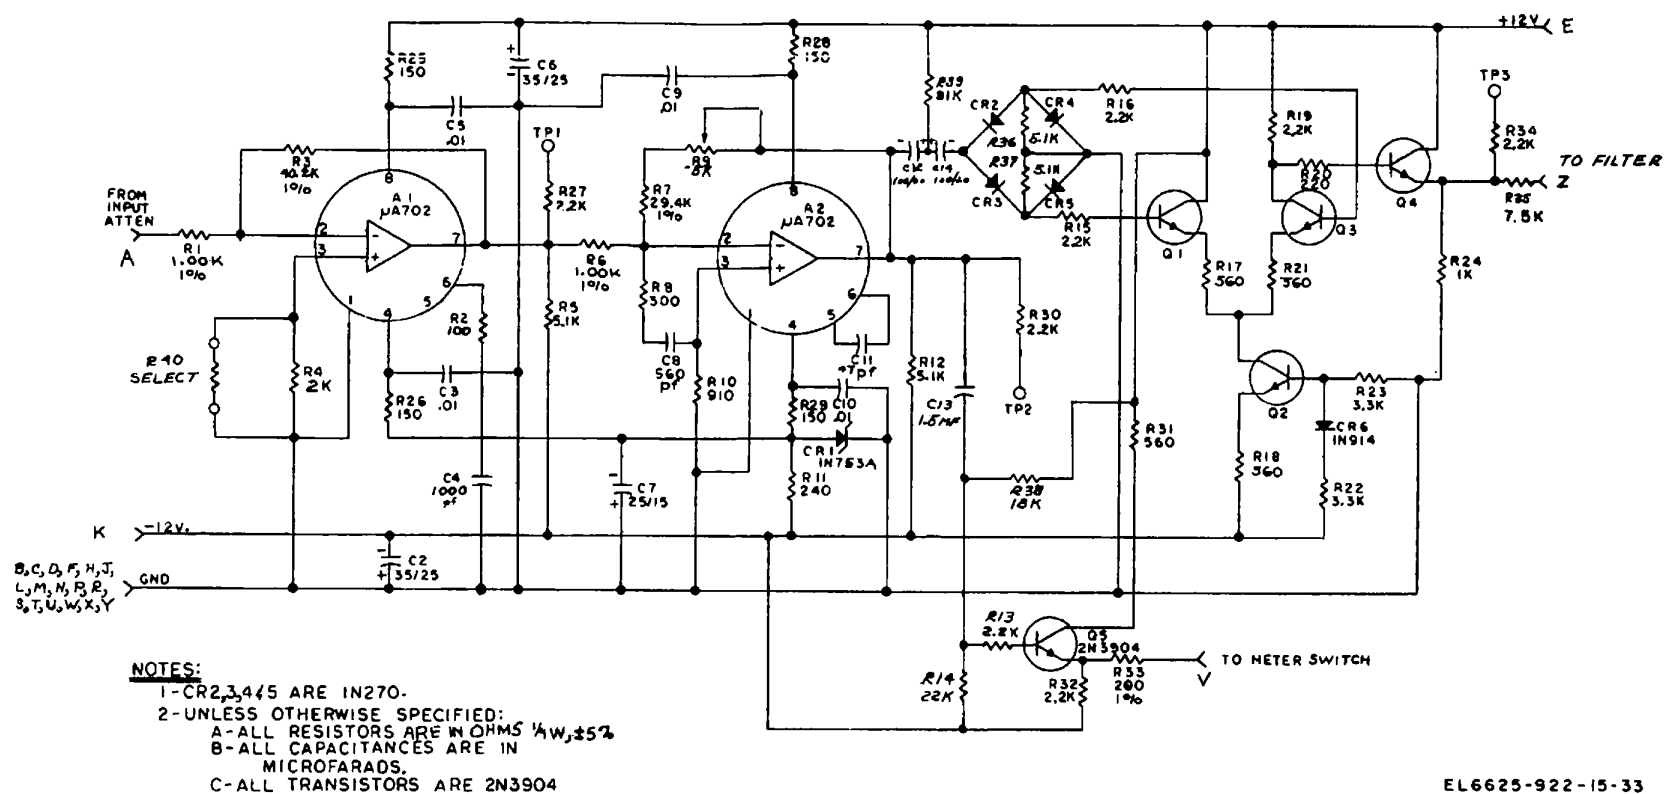 +12V E
R25
150
C6
35/25
R28
150
C9
.01
C5
.01
R39
CR2
CR4
R16
2.2K
TP3
R19
2.2K
R34
2.2K
TP1
R3
40.2K
1%
R9
R36
5.1K
R37
5.1K
CR3
CR5
R20
220
TO FILTER
Z
R35
7.5K
FROM
INPUT
ATTEN
A
R1
1.00K
1%
8
A1
µA702
2
3
7
6
5
4
1
R27
2.2K
R7
29.4K
1%
R6
1.00K
1%
8
A2
µA702
2
3
7
6
5
4
1
C14
R15
2.2K
Q1
Q3
Q4
R17
560
R21
560
R24
1K
R2
100
R5
5.1K
R8
300
R30
2.2K
R40
SELECT
R4
2K
C3
.01
R26
150
C8
560
pf
R10
910
C11
47pf
R12
5.1K
C13
1.5MF
TP2
R29
150
C10
.01
CR1
1N753A
R11
240
R31
560
Q2
R23
3.3K
CR6
1N914
R18
560
R22
3.3K
C4
1000
pf
C7
25/15
R38
18K
K -12V.
C2
35/25
B,C,D,F,H,J,
L,M,N,P,R,
S,T,U,W,X,Y
GND
R13
2.2K
Q5
2N3904
R14
22K
R32
2.2K
R33
200
1%
TO METER SWITCH
V
NOTES:
1-CR2,3,4&5 ARE 1N270.
2-UNLESS OTHERWISE SPECIFIED:
A-ALL RESISTORS ARE IN OHMS 1/4W,±5%
B-ALL CAPACITANCES ARE IN
MICROFARADS.
C-ALL TRANSISTORS ARE 2N3904
EL6625-922-15-33